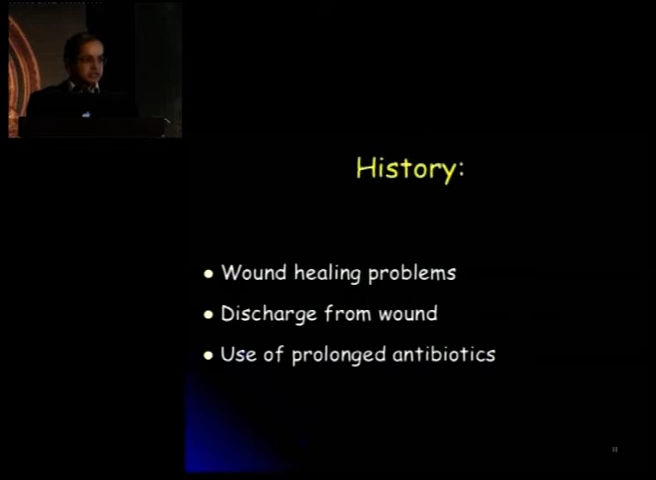 History:
• Wound healing problems
• Discharge from wound
• Use of prolonged antibiotics